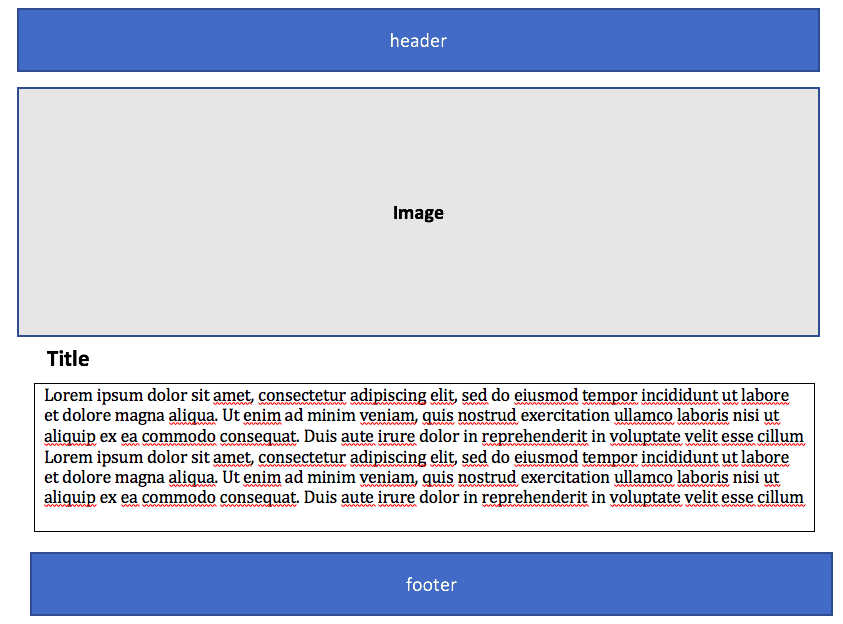 header
Image
Title
Lorem ipsum dolor sit amet, consectetur adipiscing elit, sed do eiusmod tempor incididunt ut labore
et dolore magna aliqua. Ut enim ad minim veniam, quis nostrud exercitation ullamco laboris nisi ut
aliquip ex ea commodo consequat. Duis aute irure dolor in reprehenderit in voluptate velit esse cillum
Lorem ipsum dolor sit amet, consectetur adipiscing elit, sed do eiusmod tempor incididunt ut labore
et dolore magna aliqua. Ut enim ad minim veniam, quis nostrud exercitation ullamco laboris nisi ut
aliquip ex ea commodo consequat. Duis aute irure dolor in reprehenderit in voluptate velit esse cillum
footer